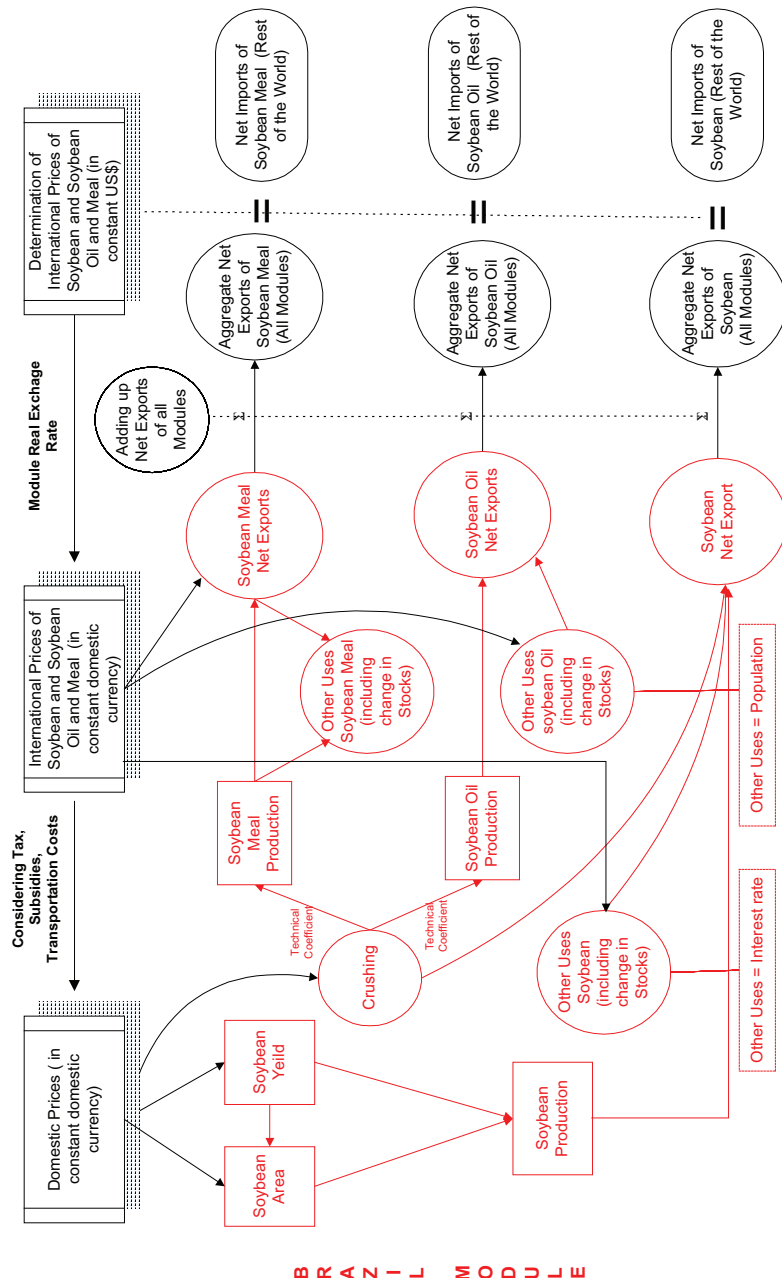 Domestic Prices ( in
constant domestic
currency)
Considering Tax,
Subsidies,
Transportation Costs
International Prices of
Soybean and Soybean
Oil and Meal (in
constant domestic
currency)
Module Real Exchage
Rate
Determination of
International Prices of
Soybean and Soybean
Oil and Meal (in
constant US$)
Adding up
Net Exports
of all
Modules
Soybean
Area
Soybean
Yeild
Crushing
Technical
Coefficient
Technical
Coefficient
Soybean
Meal
Production
Other Uses
Soybean Meal
(including
change in
Stocks)
Soybean Meal
Net Exports
Aggregate Net
Exports of
Soybean Meal
(All Modules)
=
Net Imports of
Soybean Meal (Rest
of the World)
Soybean Oil
Production
Other Uses
soybean Oil
(including
change in
Stocks)
Soybean Oil
Net Exports
Σ
Σ
Σ
Aggregate Net
Exports of
Soybean Oil
(All Modules)
=
Net Imports of
Soybean Oil (Rest of
the World)
Soybean
Production
Other Uses
Soybean
(including
change in
Stocks)
Soybean
Net Export
Aggregate Net
Exports of
Soybean
(All Modules)
=
Net Imports of
Soybean (Rest of the
World)
Other Uses = Interest rate
Other Uses = Population
BRAZIL MODULE